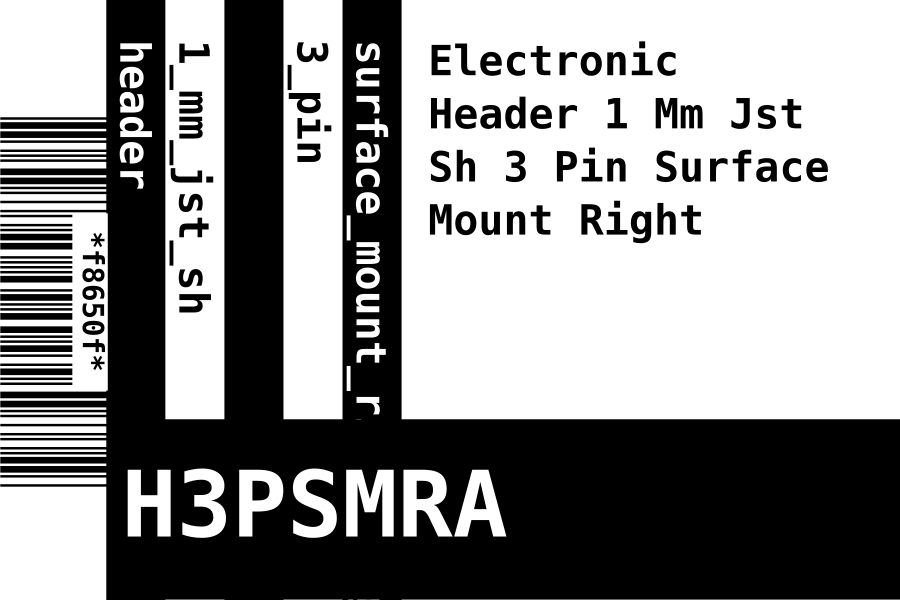 *f8650f*
header
1_mm_jst_sh
3_pin
surface_mount_r
Electronic
Header 1 Mm Jst
Sh 3 Pin Surface
Mount Right
H3PSMRA